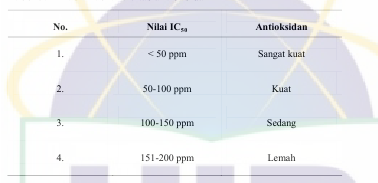 No. Nilai IC₅₀ Antioksidan
1. < 50 ppm Sangat kuat
2. 50-100 ppm Kuat
3. 100-150 ppm Sedang
4. 151-200 ppm Lemah